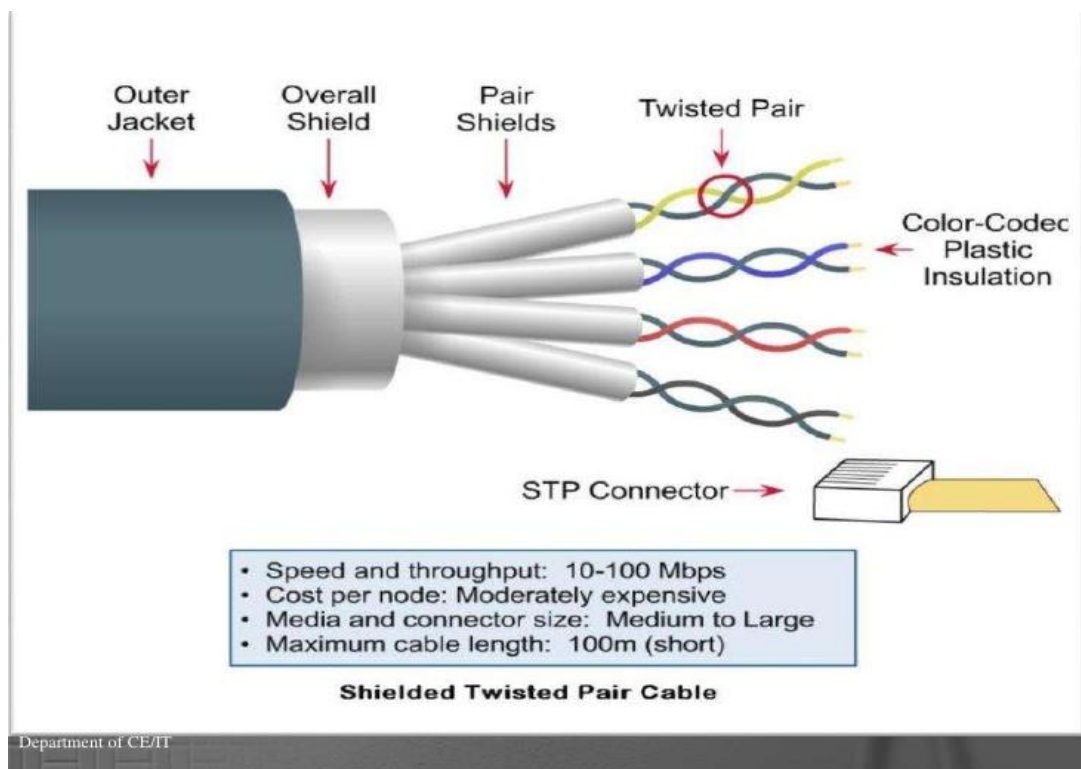 Outer
Jacket
Overall
Shield
Pair
Shields
Twisted Pair
Color-Codec
Plastic
Insulation
STP Connector
• Speed and throughput: 10-100 Mbps
• Cost per node: Moderately expensive
• Media and connector size: Medium to Large
• Maximum cable length: 100m (short)
Shielded Twisted Pair Cable
Department of CE/IT